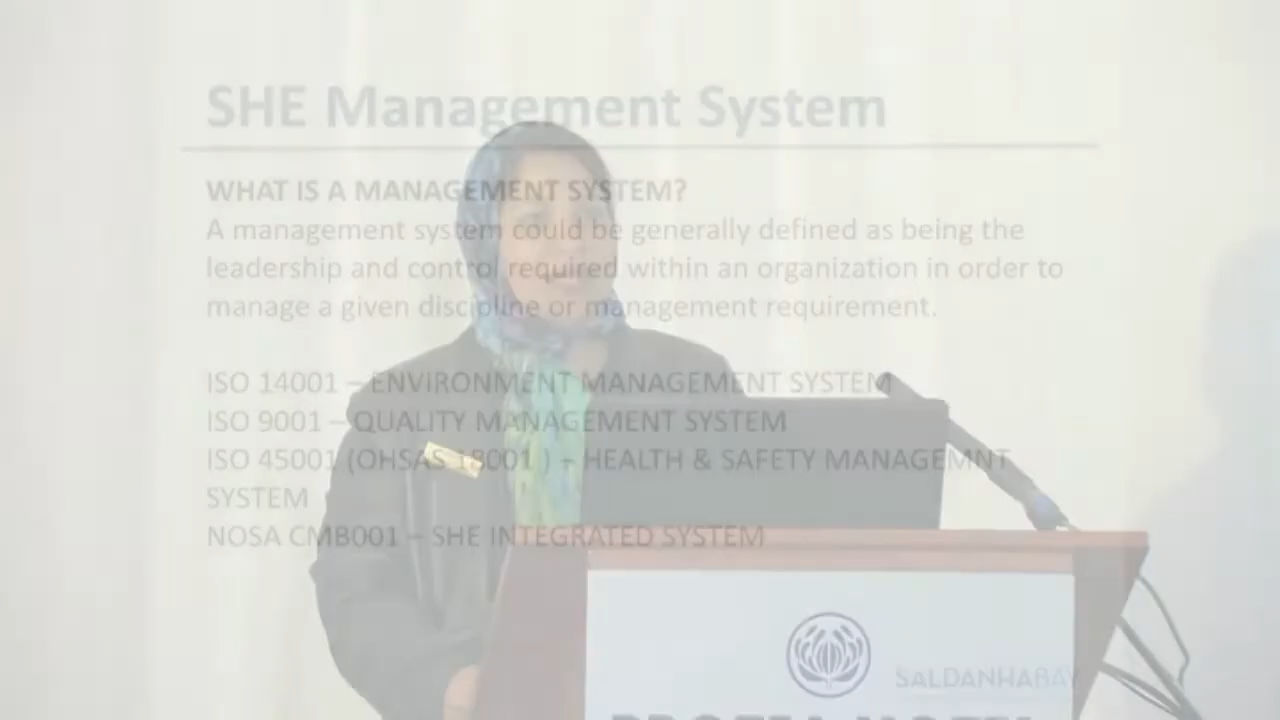 SHE Management System
WHAT IS A MANAGEMENT SYSTEM?
A management system could be generally defined as being the
leadership and control required within an organization in order to
manage a given discipline or management requirement.
ISO 14001 – ENVIRONMENT MANAGEMENT SYSTEM
ISO 9001 – QUALITY MANAGEMENT SYSTEM
ISO 45001 (OHSAS 18001 ) – HEALTH & SAFETY MANAGEMNT
SYSTEM
NOSA CMB001 – SHE INTEGRATED SYSTEM
SALDANHABAY